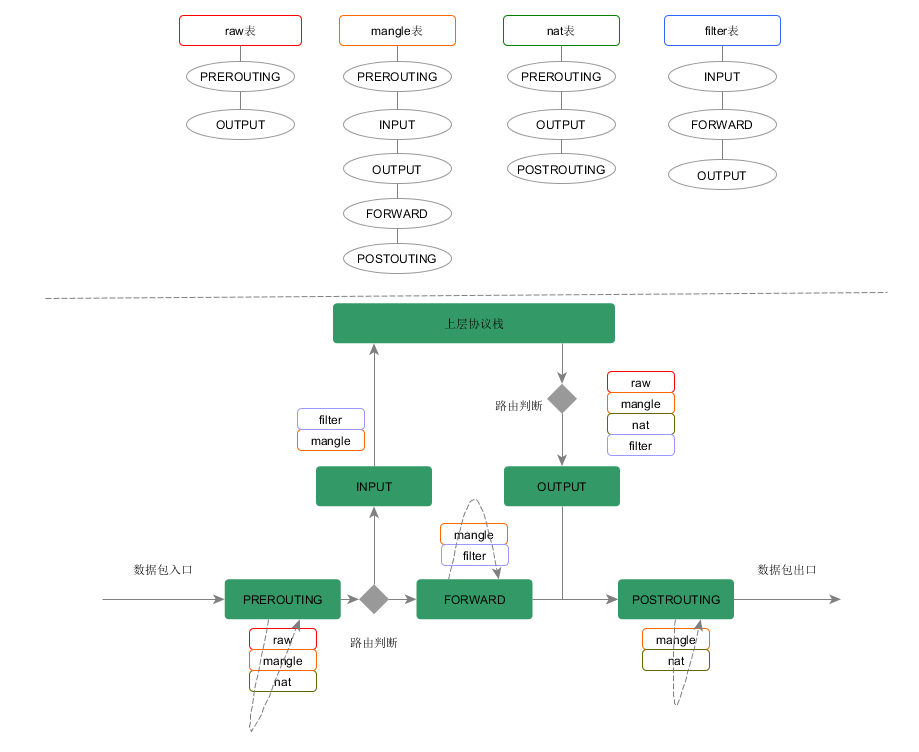 raw表
mangle表
nat表
filter表
PREROUTING
PREROUTING
PREROUTING
INPUT
OUTPUT
INPUT
OUTPUT
FORWARD
OUTPUT
POSTROUTING
OUTPUT
FORWARD
POSTOUTING
上层协议栈
路由判断
raw
mangle
nat
filter
filter
mangle
INPUT
OUTPUT
mangle
filter
数据包入口
数据包出口
PREROUTING
FORWARD
POSTROUTING
路由判断
raw
mangle
nat
mangle
nat